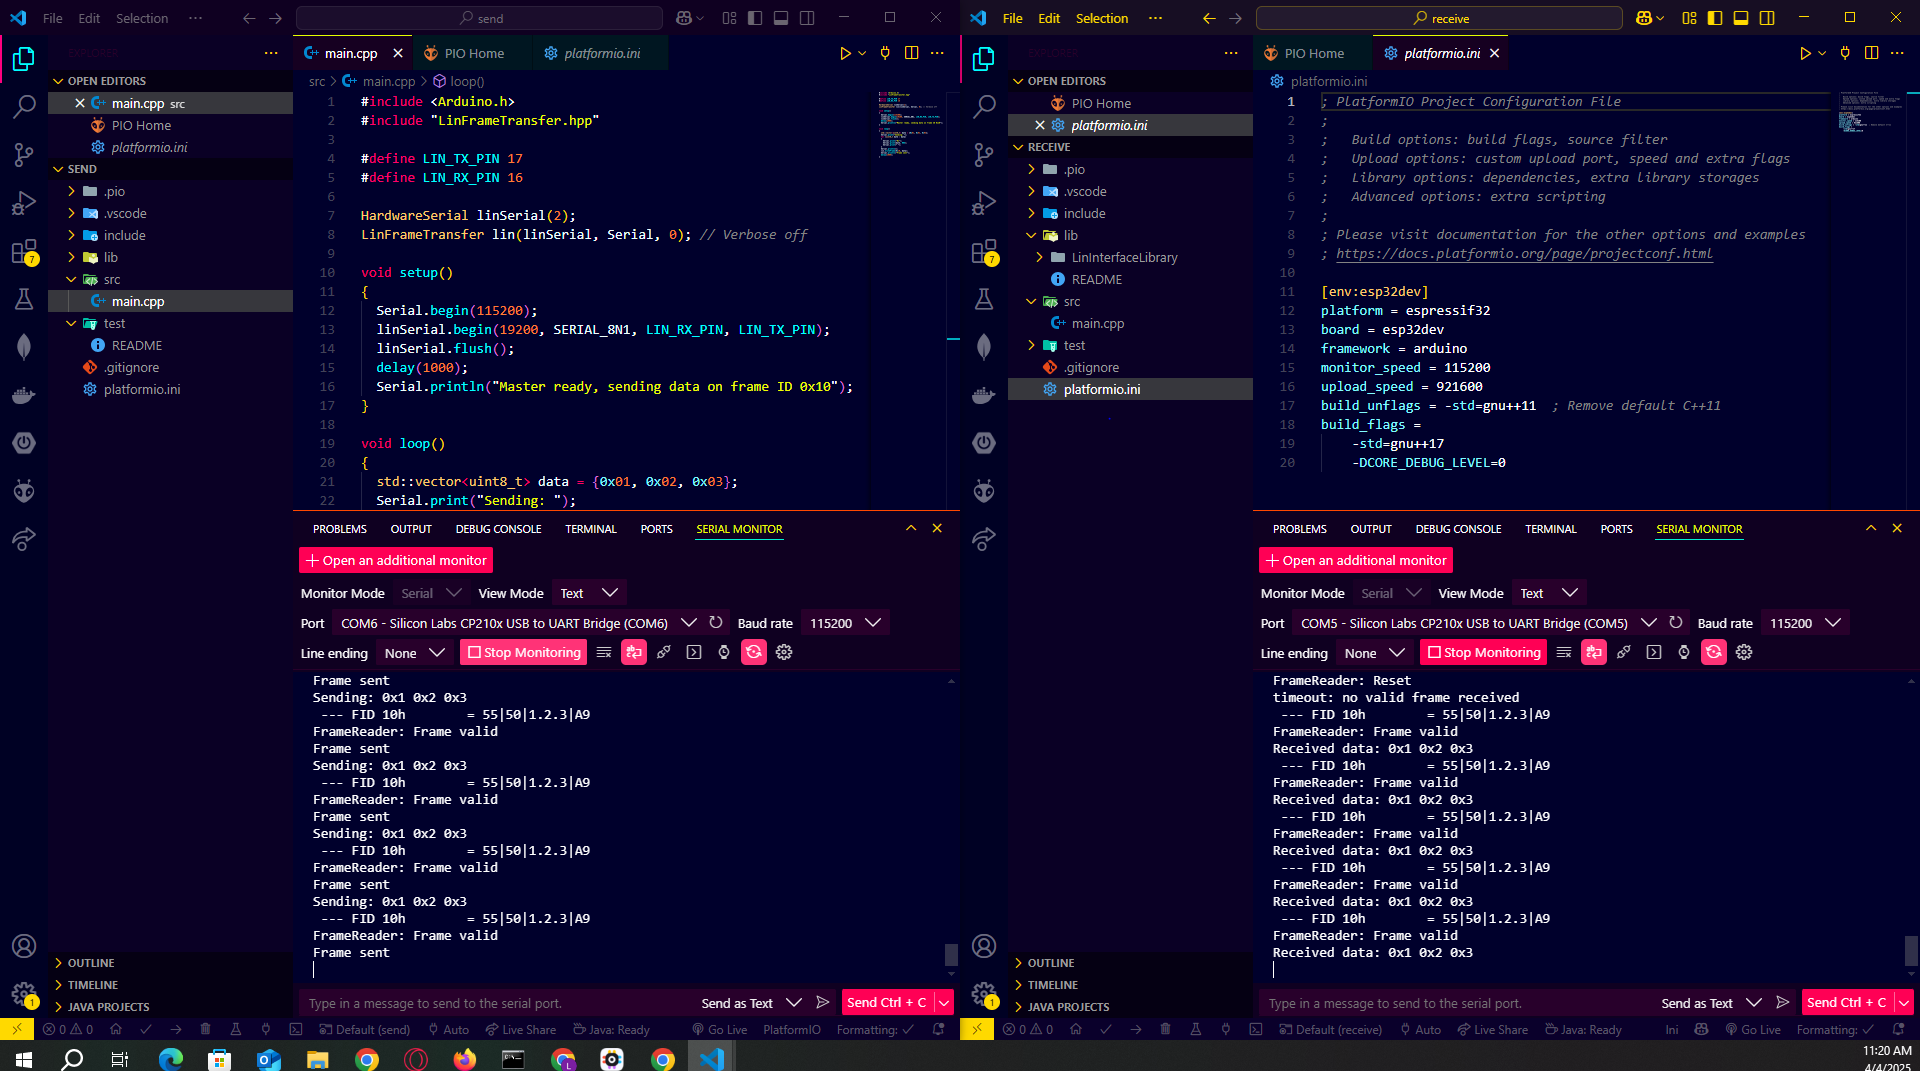 File Edit Selection ··· send
EXPLORER ···
OPEN EDITORS
main.cpp src
PIO Home
platformio.ini
SEND
.pio
.vscode
include
lib
src
main.cpp
test
README
.gitignore
platformio.ini
OUTLINE
TIMELINE
JAVA PROJECTS
7
1
main.cpp PIO Home platformio.ini
src > main.cpp > loop()
1 #include <Arduino.h>
2 #include "LinFrameTransfer.hpp"
3
4 #define LIN_TX_PIN 17
5 #define LIN_RX_PIN 16
6
7 HardwareSerial linSerial(2);
8 LinFrameTransfer lin(linSerial, Serial, 0); // Verbose off
9
10 void setup()
11 {
12 Serial.begin(115200);
13 linSerial.begin(19200, SERIAL_8N1, LIN_RX_PIN, LIN_TX_PIN);
14 linSerial.flush();
15 delay(1000);
16 Serial.println("Master ready, sending data on frame ID 0x10");
17 }
18
19 void loop()
20 {
21 std::vector<uint8_t> data = {0x01, 0x02, 0x03};
22 Serial.print("Sending: ");
PROBLEMS OUTPUT DEBUG CONSOLE TERMINAL PORTS SERIAL MONITOR
Open an additional monitor
Monitor Mode Serial View Mode Text
Port COM6 - Silicon Labs CP210x USB to UART Bridge (COM6) Baud rate 115200
Line ending None Stop Monitoring
Frame sent
Sending: 0x1 0x2 0x3
--- FID 10h = 55|50|1.2.3|A9
FrameReader: Frame valid
Frame sent
Sending: 0x1 0x2 0x3
--- FID 10h = 55|50|1.2.3|A9
FrameReader: Frame valid
Frame sent
Sending: 0x1 0x2 0x3
--- FID 10h = 55|50|1.2.3|A9
FrameReader: Frame valid
Frame sent
Sending: 0x1 0x2 0x3
--- FID 10h = 55|50|1.2.3|A9
FrameReader: Frame valid
Frame sent
Type in a message to send to the serial port. Send as Text Send Ctrl + C
0 0 Default (send) Auto Live Share Java: Ready Go Live PlatformIO Formatting:
File Edit Selection ··· receive
EXPLORER ···
OPEN EDITORS
PIO Home
platformio.ini
RECEIVE
.pio
.vscode
include
lib
LinInterfaceLibrary
README
src
main.cpp
test
.gitignore
platformio.ini
OUTLINE
TIMELINE
JAVA PROJECTS
7
1
PIO Home platformio.ini
platformio.ini
1 ; PlatformIO Project Configuration File
2 ;
3 ; Build options: build flags, source filter
4 ; Upload options: custom upload port, speed and extra flags
5 ; Library options: dependencies, extra library storages
6 ; Advanced options: extra scripting
7 ;
8 ; Please visit documentation for the other options and examples
9 ; https://docs.platformio.org/page/projectconf.html
10
11 [env:esp32dev]
12 platform = espressif32
13 board = esp32dev
14 framework = arduino
15 monitor_speed = 115200
16 upload_speed = 921600
17 build_unflags = -std=gnu++11 ; Remove default C++11
18 build_flags =
19 -std=gnu++17
20 -DCORE_DEBUG_LEVEL=0
PROBLEMS OUTPUT DEBUG CONSOLE TERMINAL PORTS SERIAL MONITOR
Open an additional monitor
Monitor Mode Serial View Mode Text
Port COM5 - Silicon Labs CP210x USB to UART Bridge (COM5) Baud rate 115200
Line ending None Stop Monitoring
FrameReader: Reset
timeout: no valid frame received
--- FID 10h = 55|50|1.2.3|A9
FrameReader: Frame valid
Received data: 0x1 0x2 0x3
--- FID 10h = 55|50|1.2.3|A9
FrameReader: Frame valid
Received data: 0x1 0x2 0x3
--- FID 10h = 55|50|1.2.3|A9
FrameReader: Frame valid
Received data: 0x1 0x2 0x3
--- FID 10h = 55|50|1.2.3|A9
FrameReader: Frame valid
Received data: 0x1 0x2 0x3
--- FID 10h = 55|50|1.2.3|A9
FrameReader: Frame valid
Received data: 0x1 0x2 0x3
Type in a message to send to the serial port. Send as Text Send Ctrl + C
0 0 Default (receive) Auto Live Share Java: Ready Ini Go Live Formatting:
11:20 AM
4/4/2025